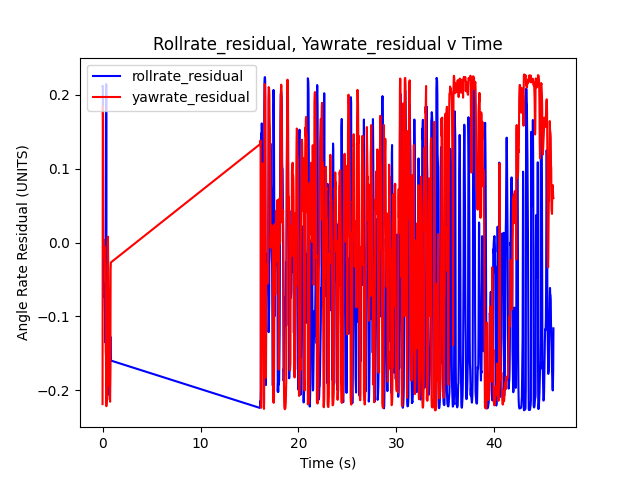 Rollrate_residual, Yawrate_residual v Time
rollrate_residual
yawrate_residual
Angle Rate Residual (UNITS)
0.2
0.1
0.0
−0.1
−0.2
0 10 20 30 40
Time (s)